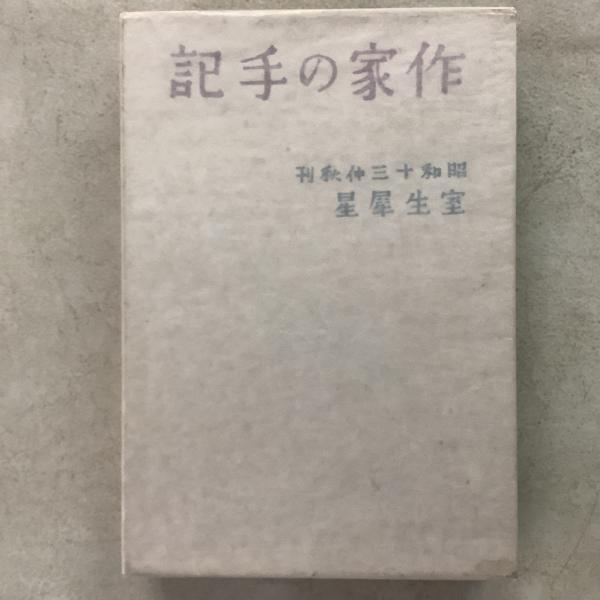 作家の手記
昭和十三仲秋刊
室生犀星